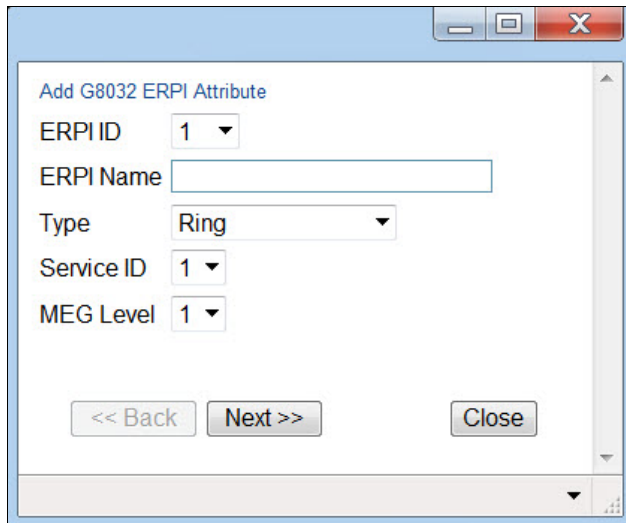 Add G8032 ERPI Attribute
ERPI ID 1
ERPI Name
Type Ring
Service ID 1
MEG Level 1
<< Back Next >> Close